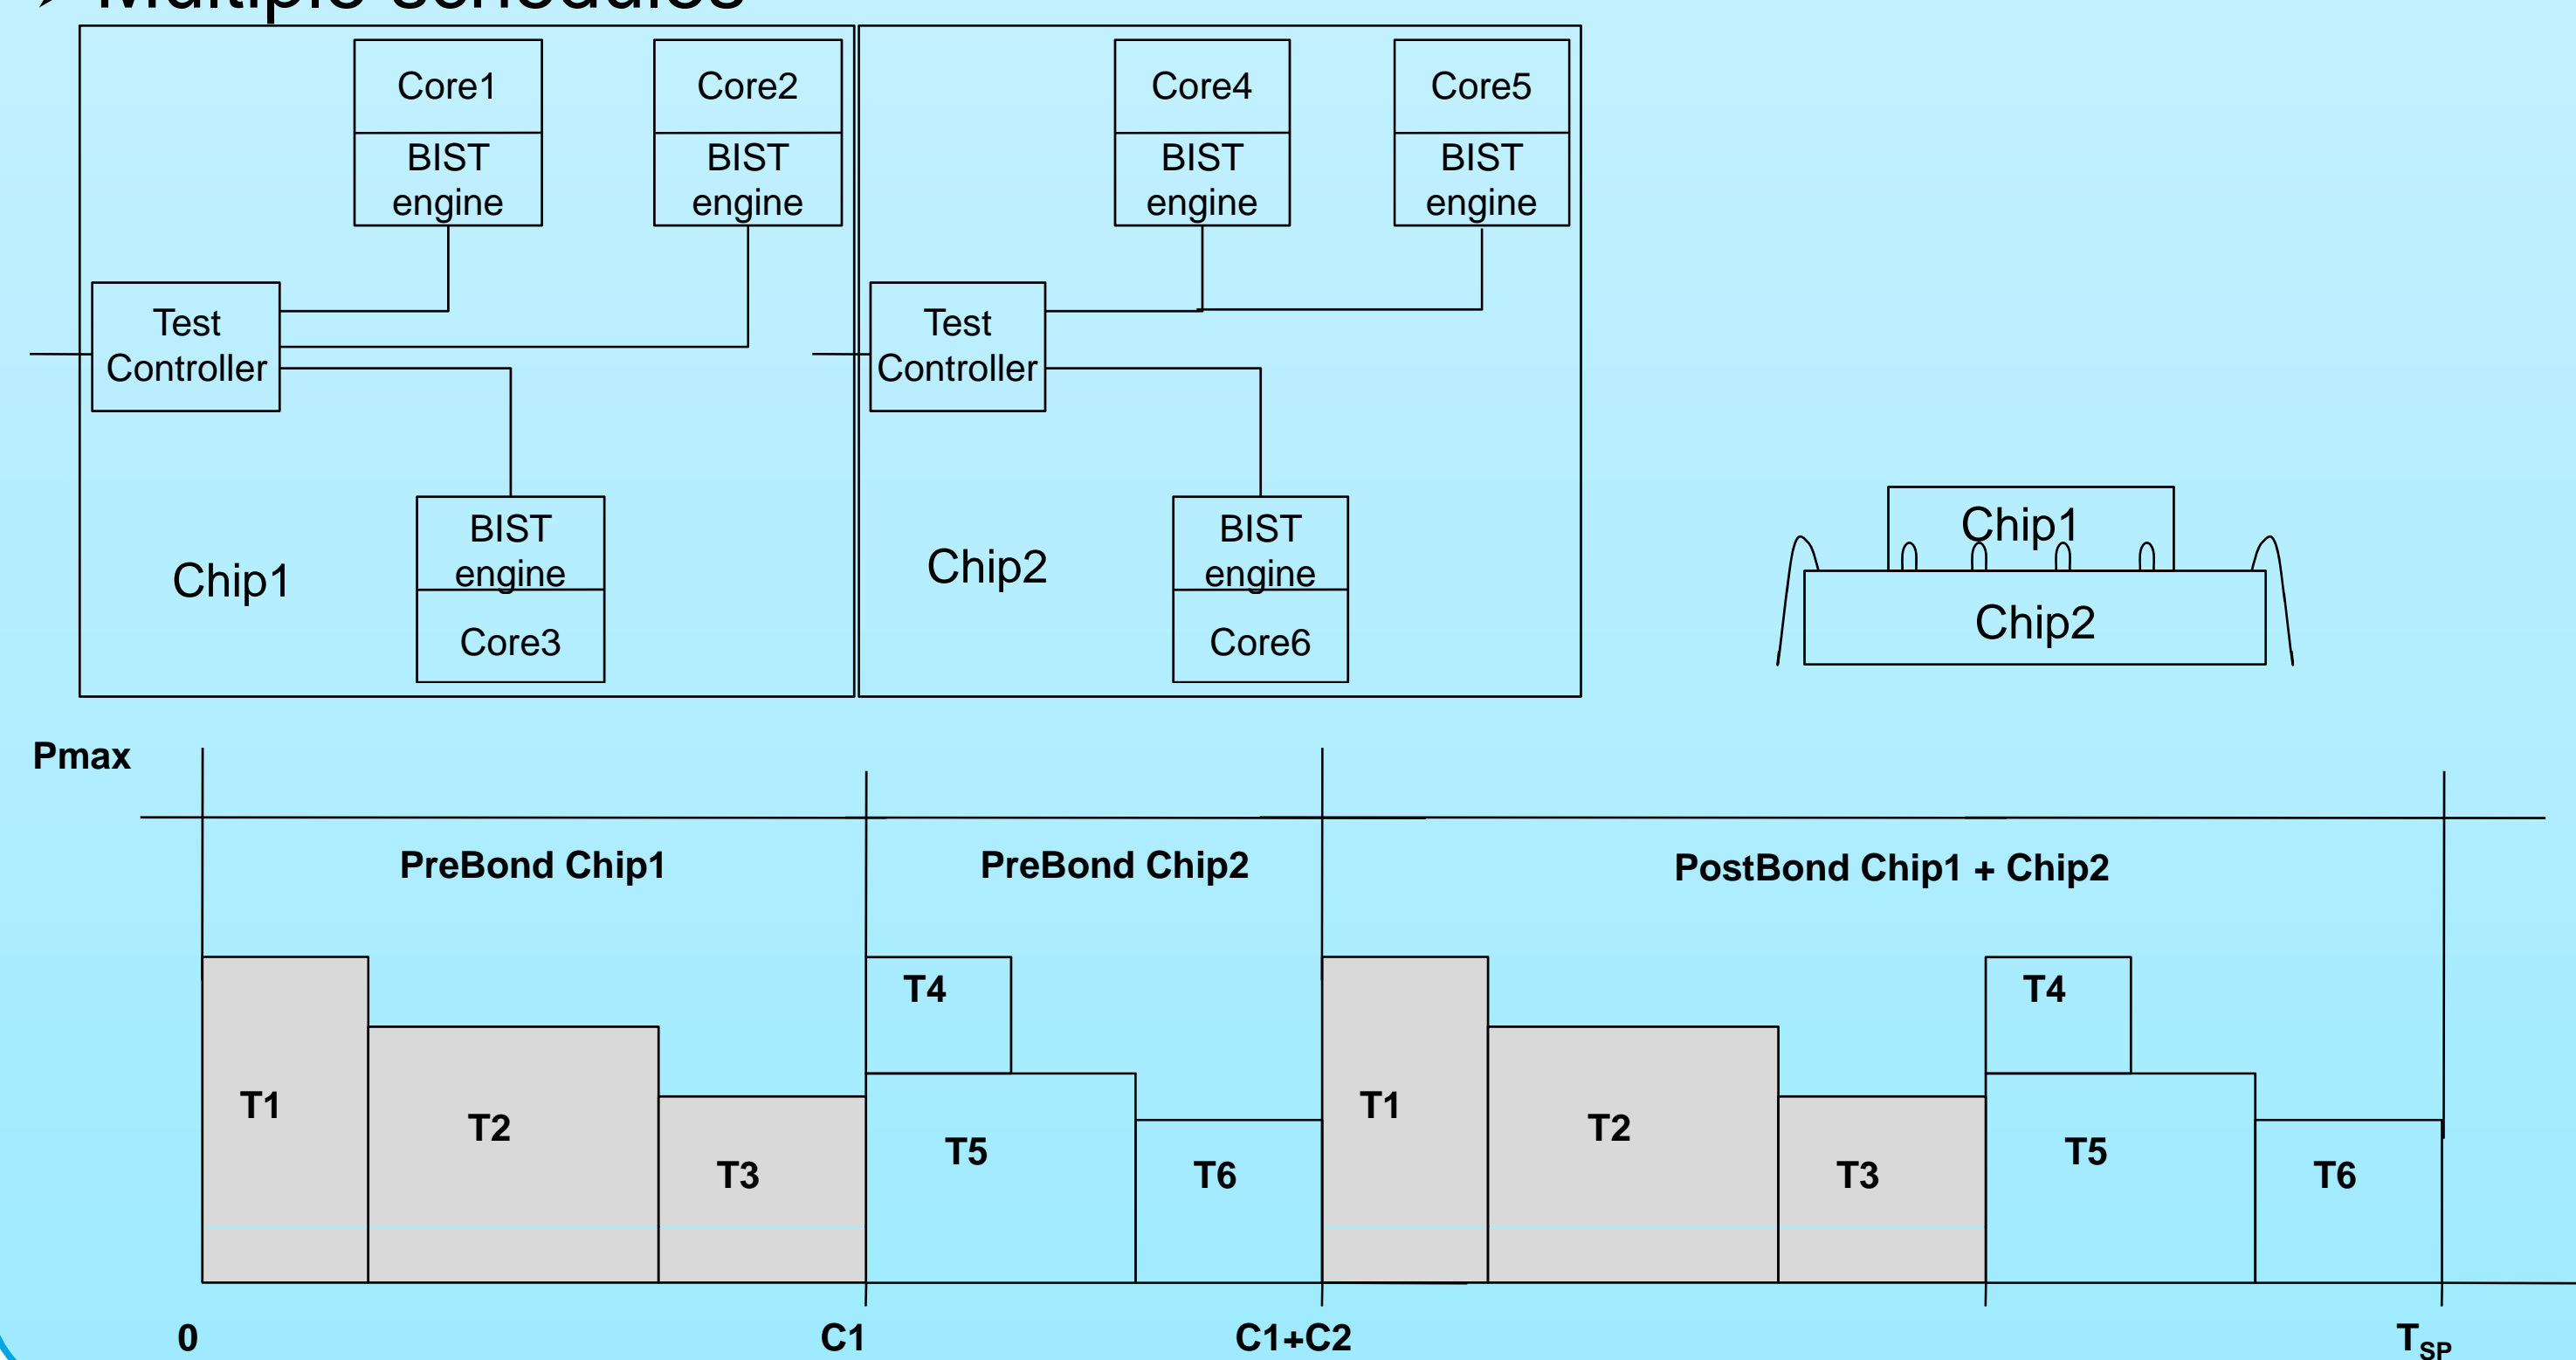 ➢ Multiple schedules
Core1
BIST
engine
Core2
BIST
engine
Test
Controller
Chip1
BIST
engine
Core3
Core4
BIST
engine
Core5
BIST
engine
Test
Controller
Chip2
BIST
engine
Core6
Chip1
Chip2
Pmax
PreBond Chip1
PreBond Chip2
PostBond Chip1 + Chip2
T1
T2
T3
T4
T5
T6
T1
T2
T3
T4
T5
T6
0
C1
C1+C2
TSP